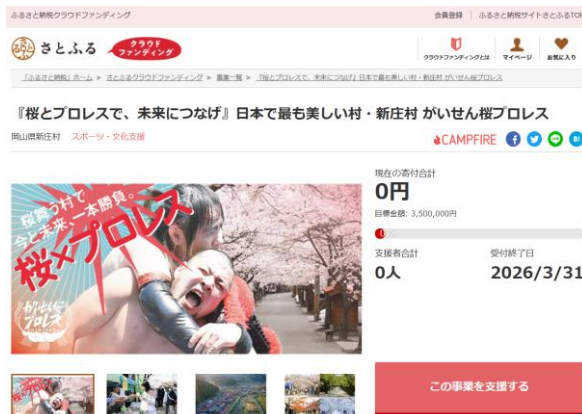 ふるさと納税クラウドファンディング
会員登録 ふるさと納税サイトさとふるTOP
さとふる クラウドファンディング
クラウドファンディングとは マイページ お気に入り
「ふるさと納税」ホーム > さとふるクラウドファンディング > 事業一覧 > 『桜とプロレスで、未来につなげ』日本で最も美しい村・新庄村 がいせん桜プロレス
『桜とプロレスで、未来につなげ』日本で最も美しい村・新庄村 がいせん桜プロレス
岡山県新庄村 スポーツ・文化支援
CAMPFIRE
現在の寄付合計
0円
目標金額: 3,500,000円
支援者合計 受付終了日
0人 2026/3/31
桜舞う村で
今と未来、一本勝負。
桜×プロレス
がいせん桜
プロレス
この事業を支援する